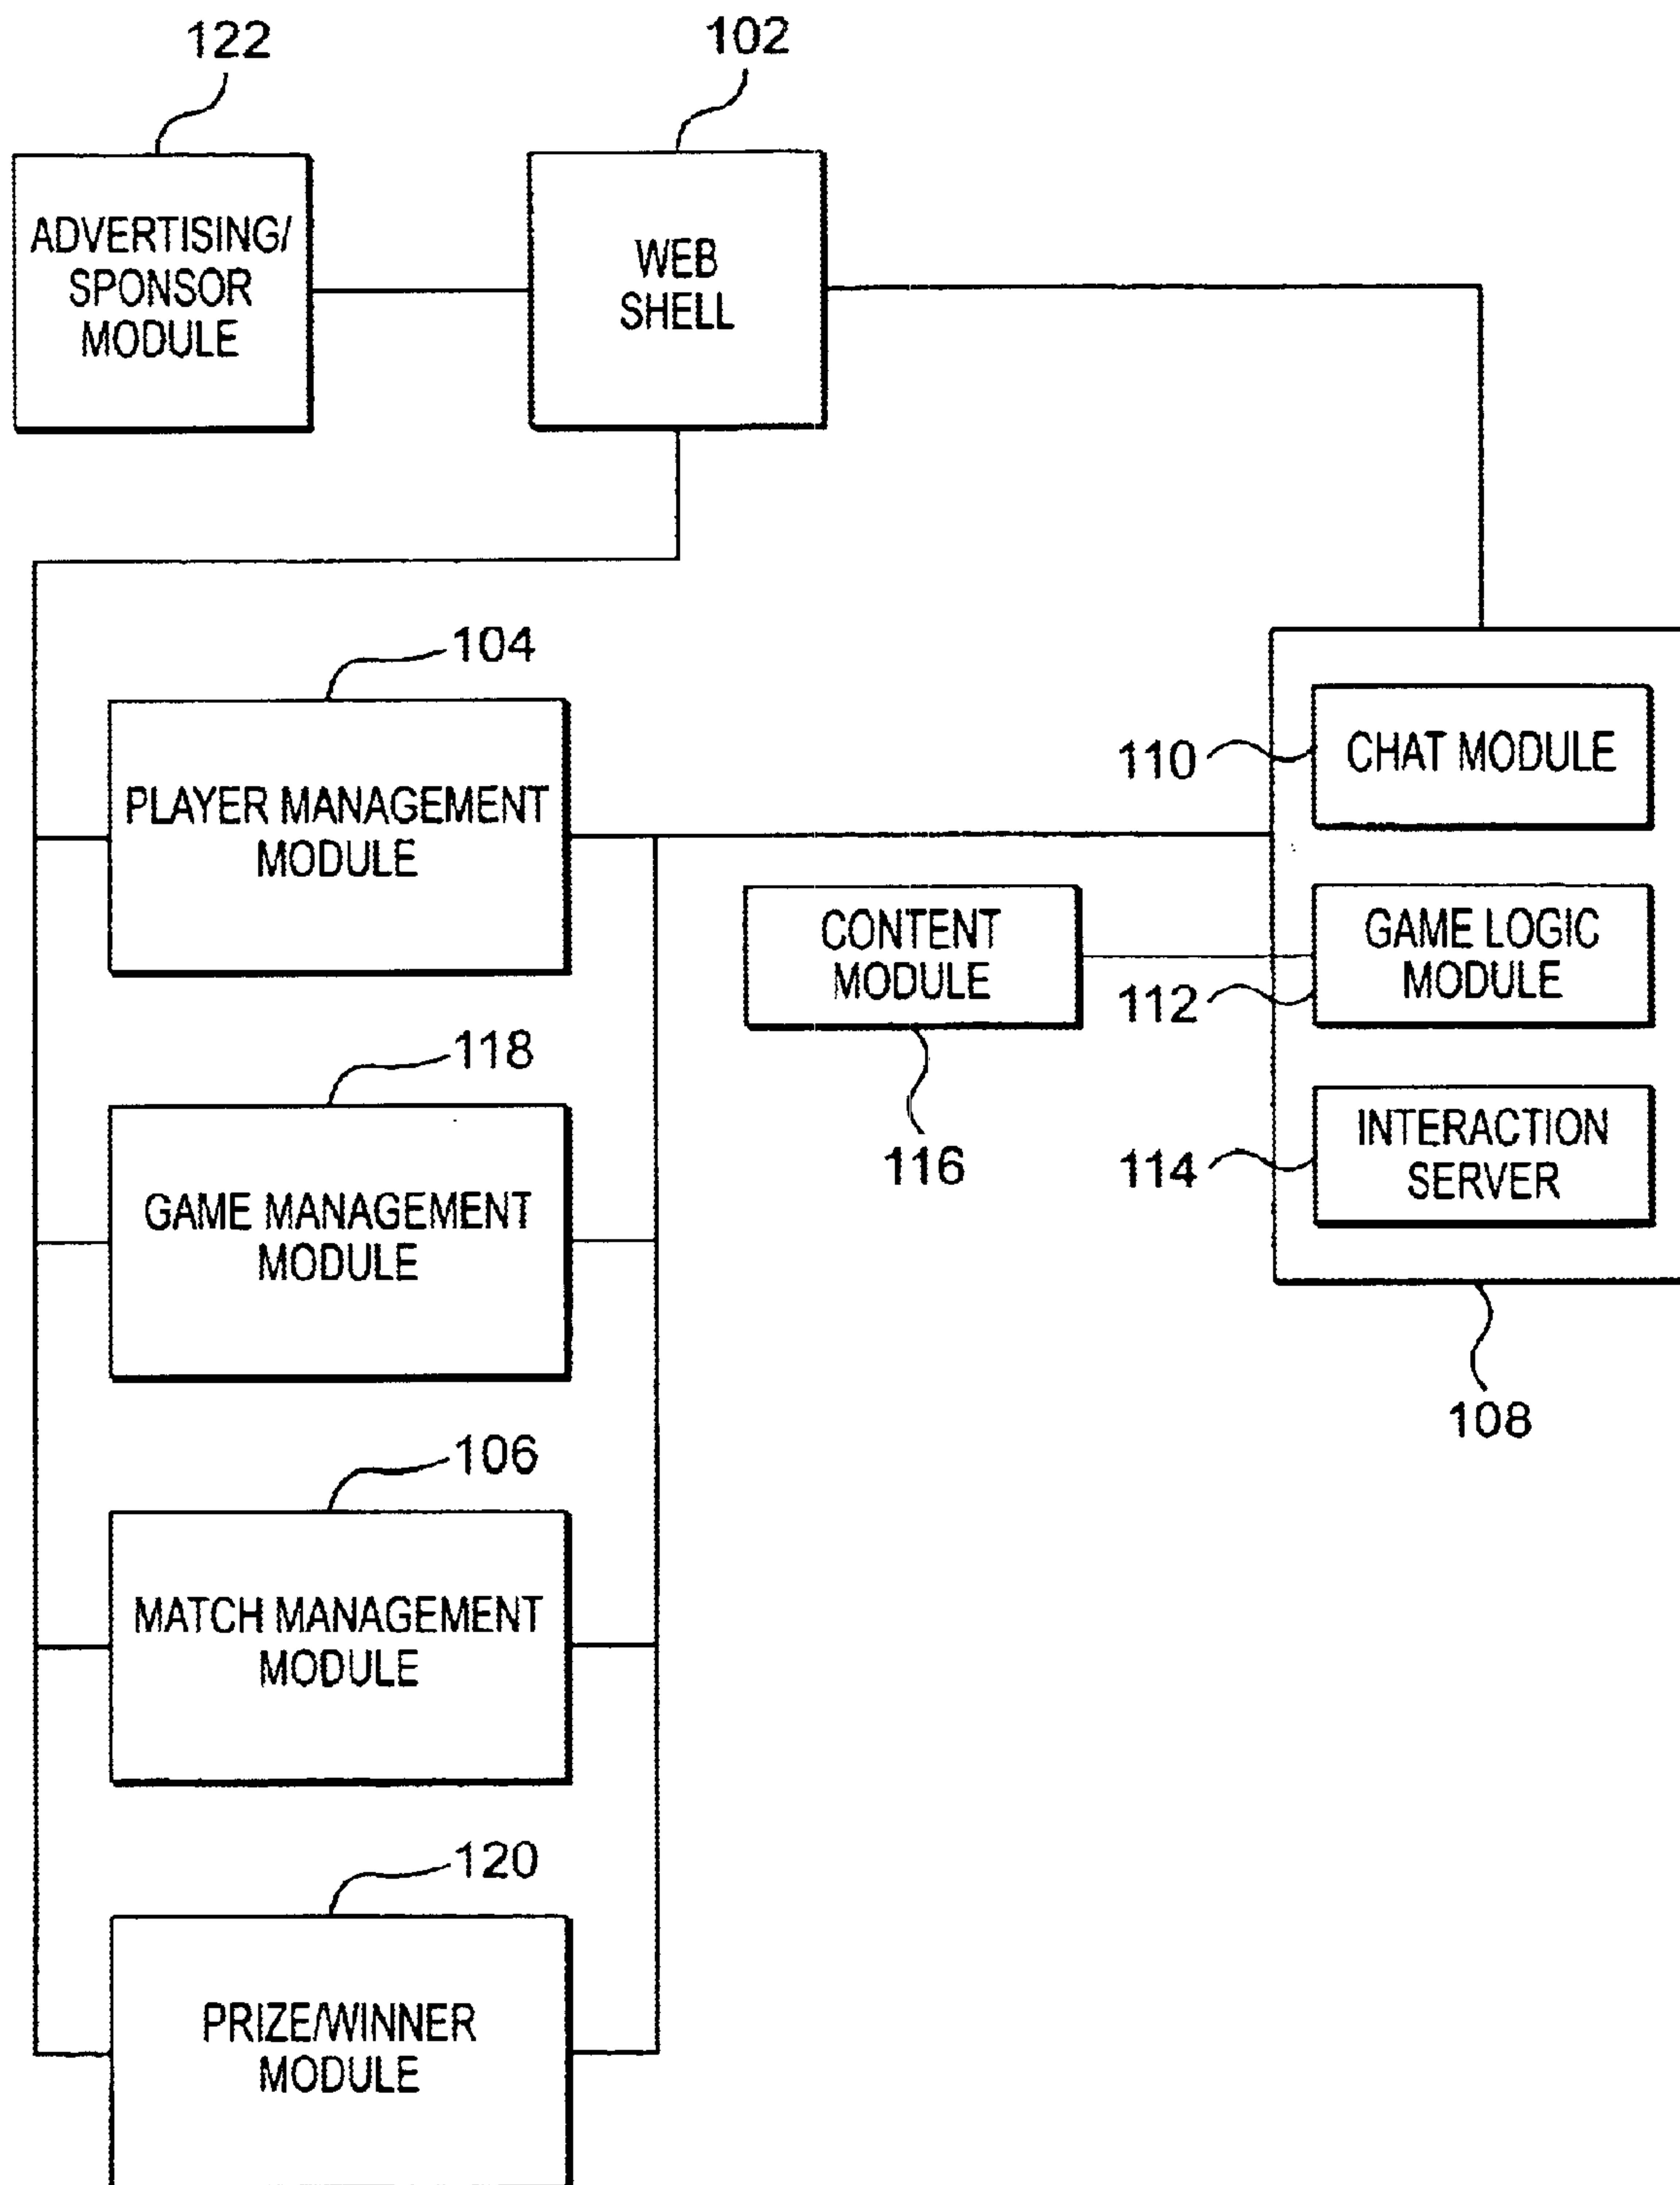 122
102
ADVERTISING/
SPONSOR
MODULE
WEB
SHELL
104
PLAYER MANAGEMENT
MODULE
110
CHAT MODULE
CONTENT
MODULE
116
GAME LOGIC
MODULE
112
118
GAME MANAGEMENT
MODULE
114
INTERACTION
SERVER
108
106
MATCH MANAGEMENT
MODULE
120
PRIZE/WINNER
MODULE